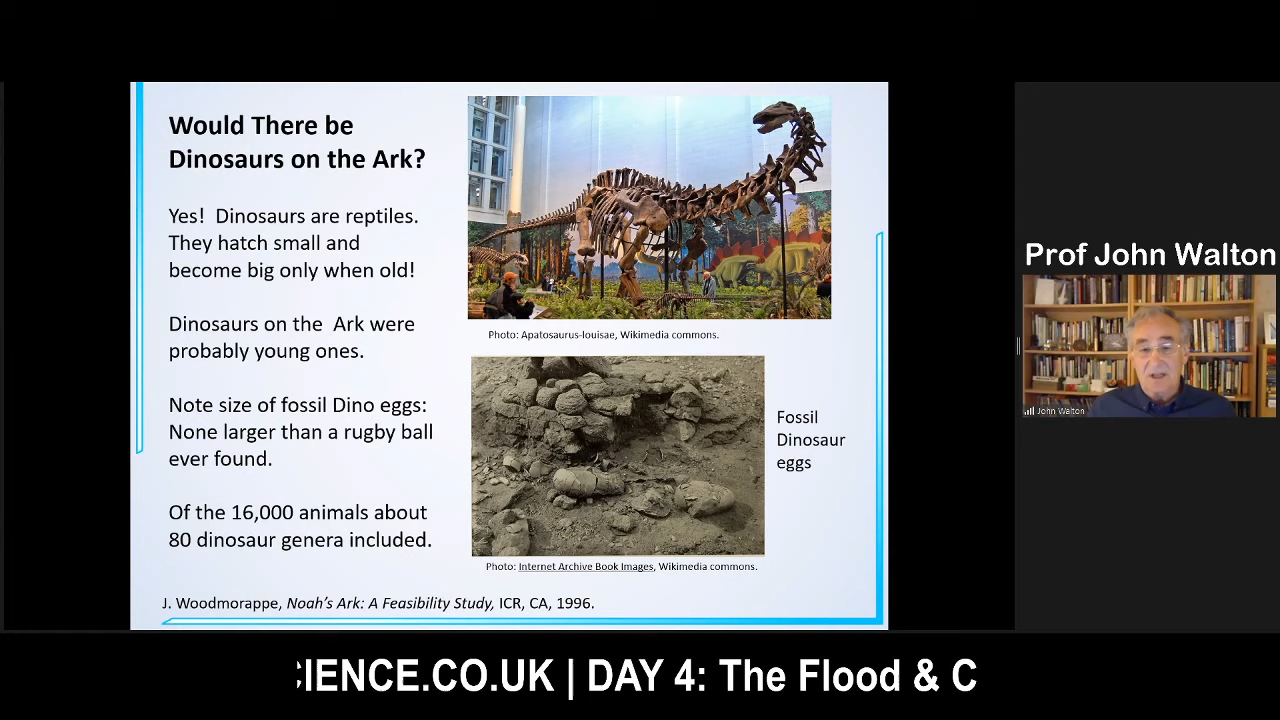 Would There be
Dinosaurs on the Ark?
Yes! Dinosaurs are reptiles.
They hatch small and
become big only when old!
Dinosaurs on the Ark were
probably young ones.
Note size of fossil Dino eggs:
None larger than a rugby ball
ever found.
Of the 16,000 animals about
80 dinosaur genera included.
Photo: Apatosaurus-louisae, Wikimedia commons.
Fossil
Dinosaur
eggs
Photo: Internet Archive Book Images, Wikimedia commons.
J. Woodmorappe, Noah's Ark: A Feasibility Study, ICR, CA, 1996.
Prof John Walton
John Walton
IENCE.CO.UK | DAY 4: The Flood & C